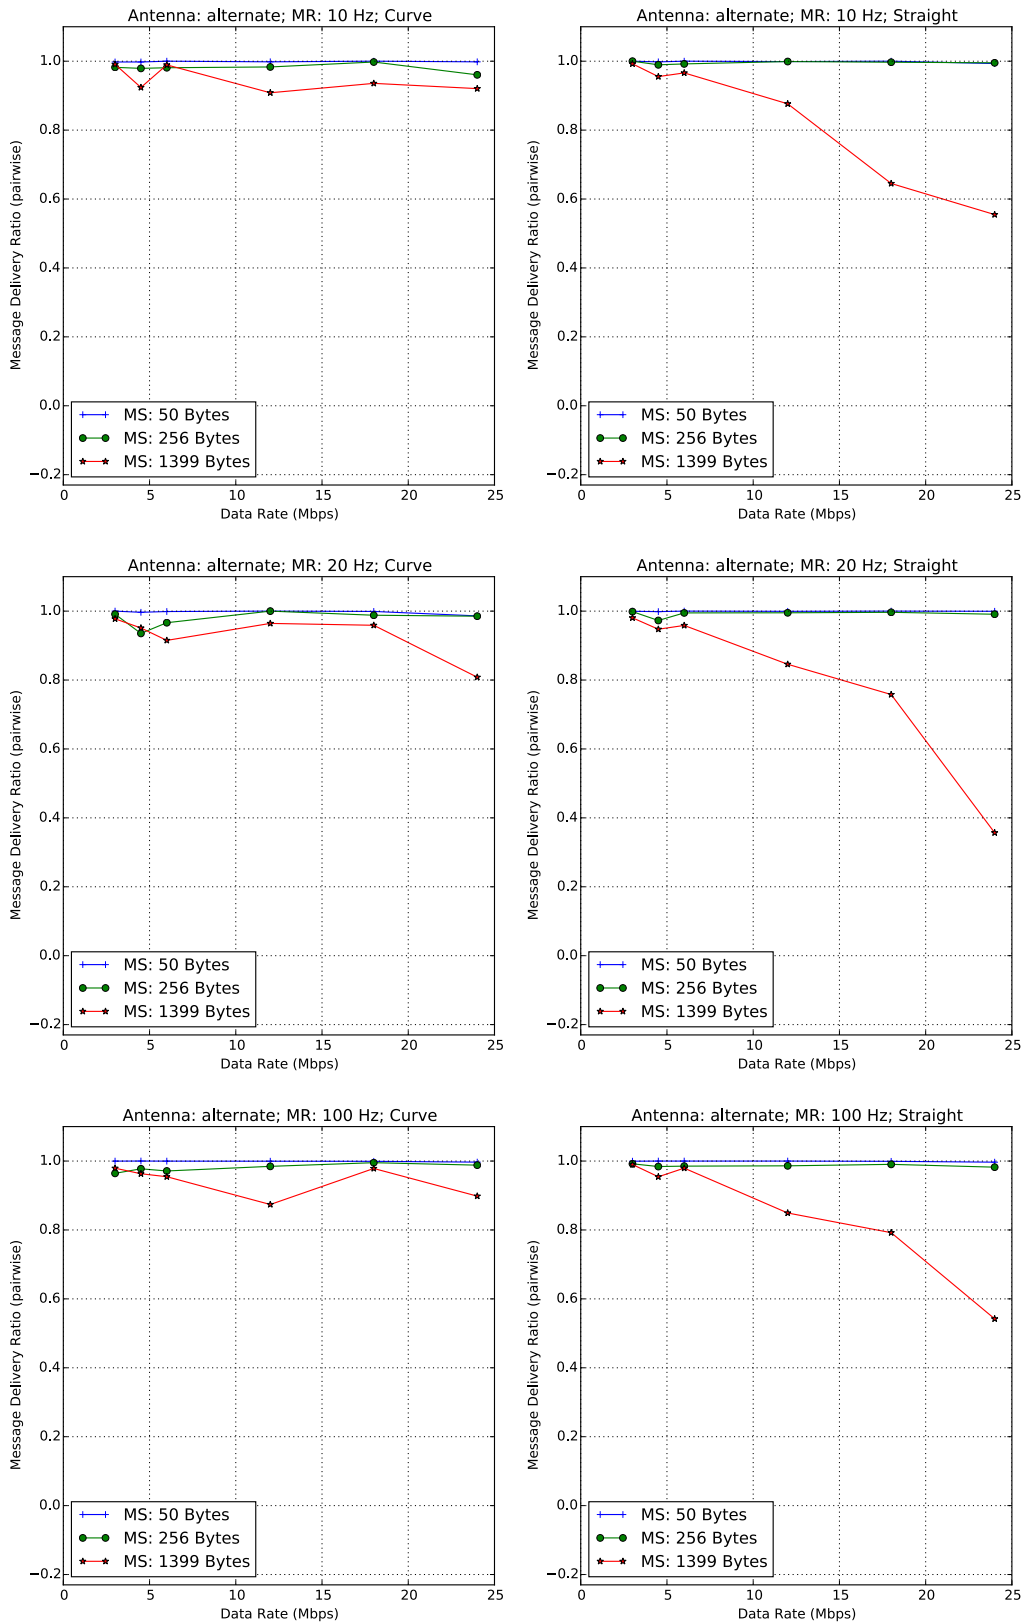 Antenna: alternate; MR: 10 Hz; Curve
Message Delivery Ratio (pairwise)
1.0
0.8
0.6
0.4
0.2
0.0
−0.2
MS: 50 Bytes
MS: 256 Bytes
MS: 1399 Bytes
0 5 10 15 20 25
Data Rate (Mbps)
Antenna: alternate; MR: 10 Hz; Straight
Message Delivery Ratio (pairwise)
1.0
0.8
0.6
0.4
0.2
0.0
−0.2
MS: 50 Bytes
MS: 256 Bytes
MS: 1399 Bytes
0 5 10 15 20 25
Data Rate (Mbps)
Antenna: alternate; MR: 20 Hz; Curve
Message Delivery Ratio (pairwise)
1.0
0.8
0.6
0.4
0.2
0.0
−0.2
MS: 50 Bytes
MS: 256 Bytes
MS: 1399 Bytes
0 5 10 15 20 25
Data Rate (Mbps)
Antenna: alternate; MR: 20 Hz; Straight
Message Delivery Ratio (pairwise)
1.0
0.8
0.6
0.4
0.2
0.0
−0.2
MS: 50 Bytes
MS: 256 Bytes
MS: 1399 Bytes
0 5 10 15 20 25
Data Rate (Mbps)
Antenna: alternate; MR: 100 Hz; Curve
Message Delivery Ratio (pairwise)
1.0
0.8
0.6
0.4
0.2
0.0
−0.2
MS: 50 Bytes
MS: 256 Bytes
MS: 1399 Bytes
0 5 10 15 20 25
Data Rate (Mbps)
Antenna: alternate; MR: 100 Hz; Straight
Message Delivery Ratio (pairwise)
1.0
0.8
0.6
0.4
0.2
0.0
−0.2
MS: 50 Bytes
MS: 256 Bytes
MS: 1399 Bytes
0 5 10 15 20 25
Data Rate (Mbps)